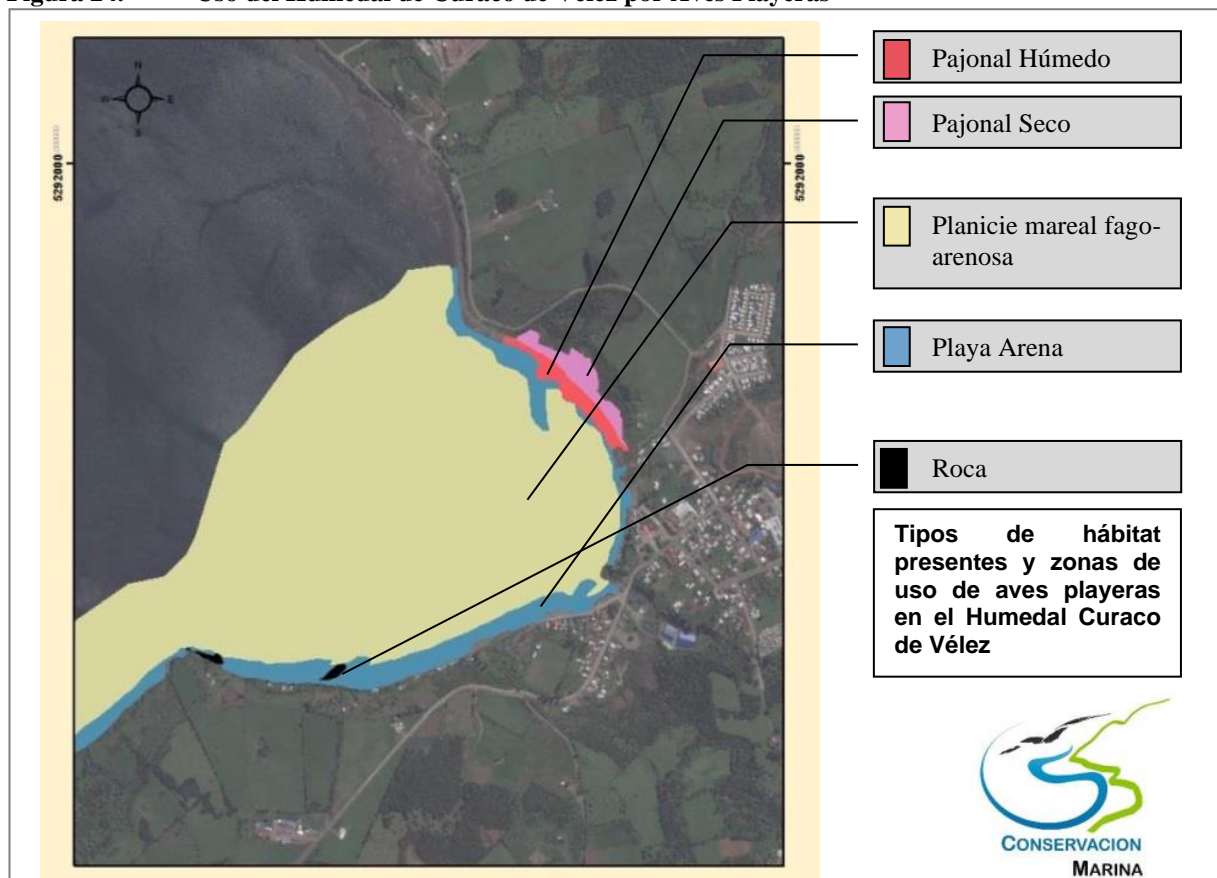 N
W E
S
5292000
5292000
Pajonal Húmedo
Pajonal Seco
Planicie mareal fago-
arenosa
Playa Arena
Roca
Tipos de hábitat
presentes y zonas de
uso de aves playeras
en el Humedal Curaco
de Vélez
CONSERVACION
MARINA